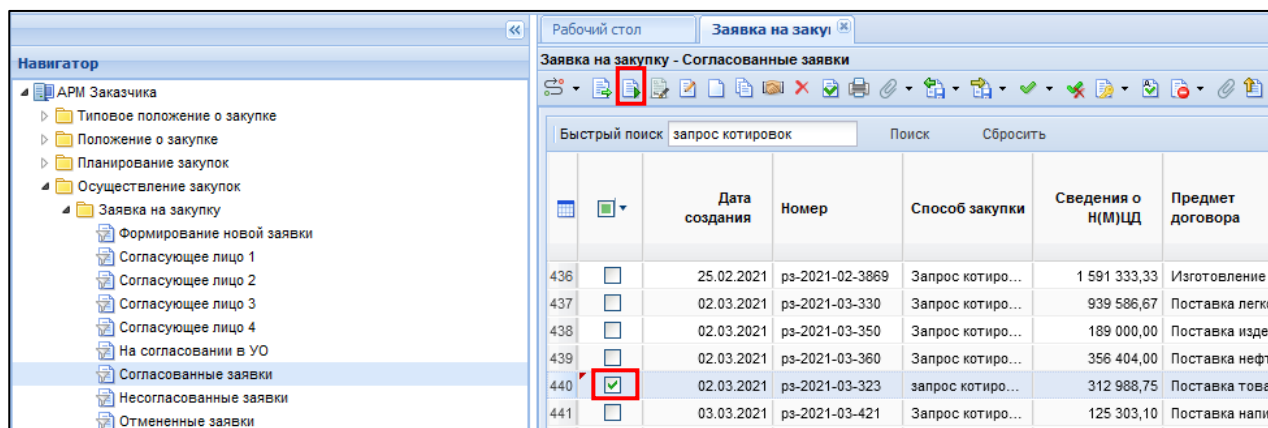 Рабочий стол
Заявка на заку
Навигатор
Заявка на закупку - Согласованные заявки
АРМ Заказчика
Типовое положение о закупке
Положение о закупке
Планирование закупок
Осуществление закупок
Заявка на закупку
Формирование новой заявки
Согласующее лицо 1
Согласующее лицо 2
Согласующее лицо 3
Согласующее лицо 4
На согласовании в УО
Согласованные заявки
Несогласованные заявки
Отмененные заявки
Быстрый поиск запрос котировок Поиск Сбросить
Дата создания Номер Способ закупки Сведения о Н(М)ЦД Предмет договора
436 25.02.2021 рз-2021-02-3869 Запрос котиро... 1 591 333,33 Изготовление
437 02.03.2021 рз-2021-03-330 Запрос котиро... 939 586,67 Поставка легк
438 02.03.2021 рз-2021-03-350 Запрос котиро... 189 000,00 Поставка изде
439 02.03.2021 рз-2021-03-360 Запрос котиро... 356 404,00 Поставка нефт
440 02.03.2021 рз-2021-03-323 запрос котиро... 312 988,75 Поставка това
441 03.03.2021 рз-2021-03-421 Запрос котиро... 125 303,10 Поставка напи